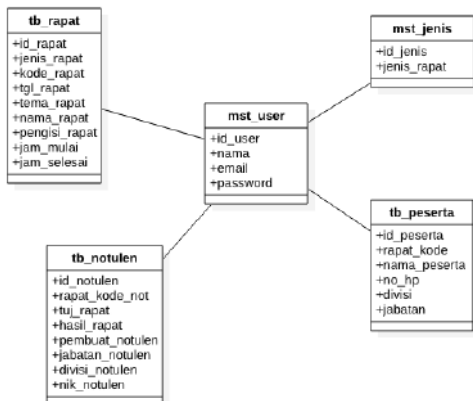 tb_rapat
+id_rapat
+jenis_rapat
+kode_rapat
+tgl_rapat
+tema_rapat
+nama_rapat
+pengisi_rapat
+jam_mulai
+jam_selesai
mst_jenis
+id_jenis
+jenis_rapat
mst_user
+id_user
+nama
+email
+password
tb_peserta
+id_peserta
+rapat_kode
+nama_peserta
+no_hp
+divisi
+jabatan
tb_notulen
+id_notulen
+rapat_kode_not
+tuj_rapat
+hasil_rapat
+pembuat_notulen
+jabatan_notulen
+divisi_notulen
+nik_notulen